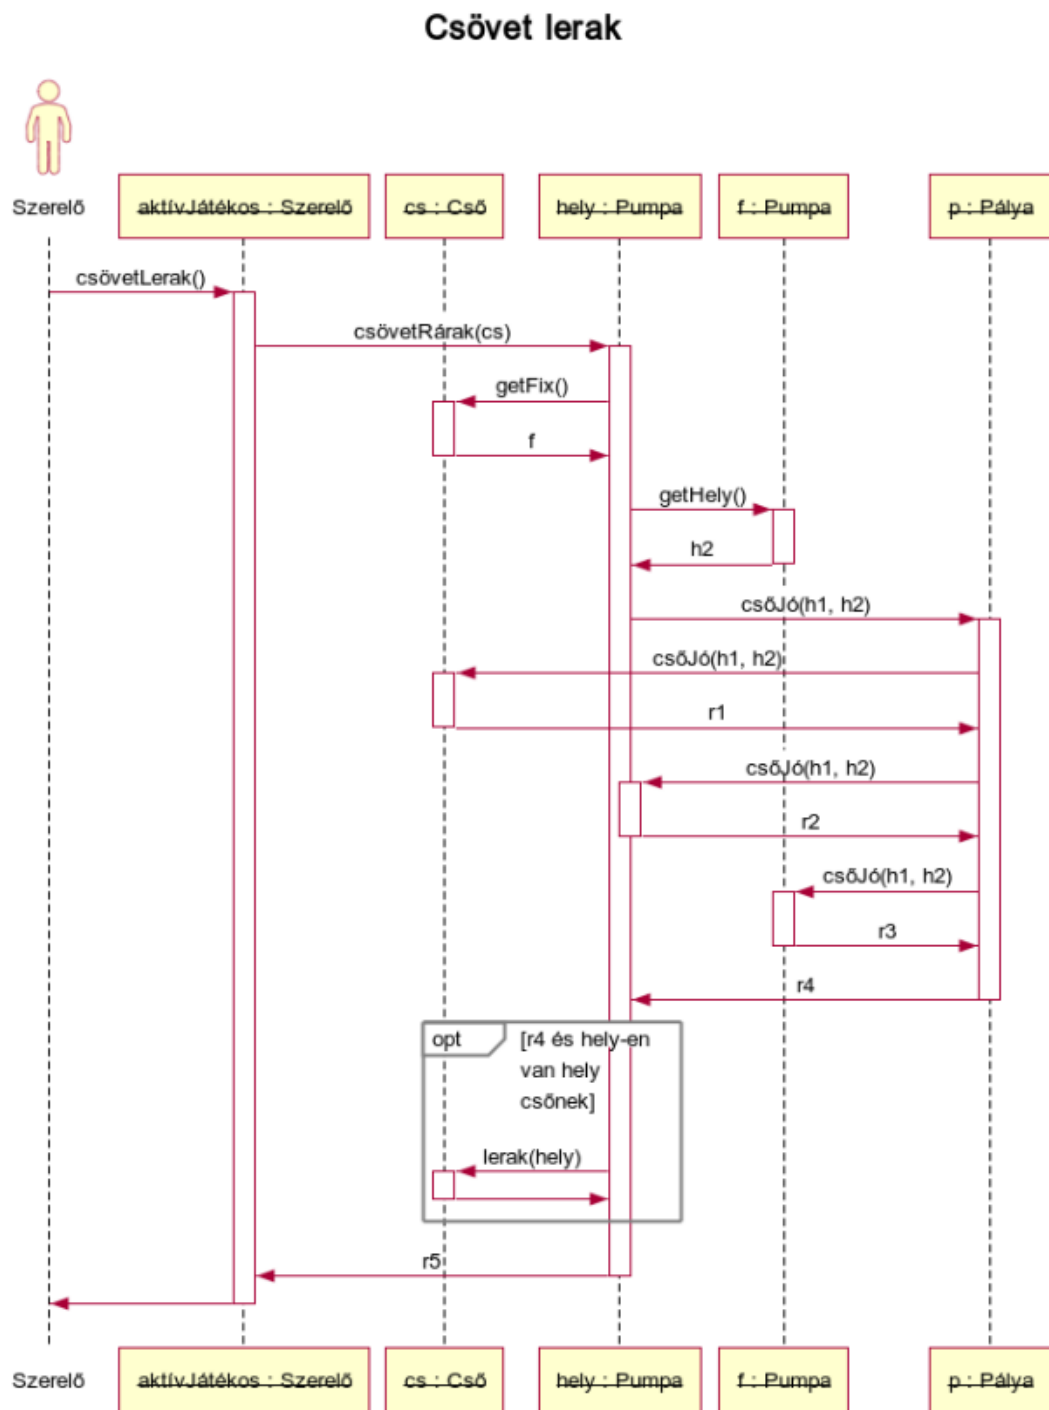 Csövet lerak
Szerelő
aktívJátékos : Szerelő
cs : Cső
hely : Pumpa
f : Pumpa
p : Pálya
csövetLerak()
csövetRárak(cs)
getFix()
f
getHely()
h2
csőJó(h1, h2)
csőJó(h1, h2)
r1
csőJó(h1, h2)
r2
csőJó(h1, h2)
r3
r4
opt
[r4 és hely-en
van hely
csőnek]
lerak(hely)
r5
Szerelő
aktívJátékos : Szerelő
cs : Cső
hely : Pumpa
f : Pumpa
p : Pálya